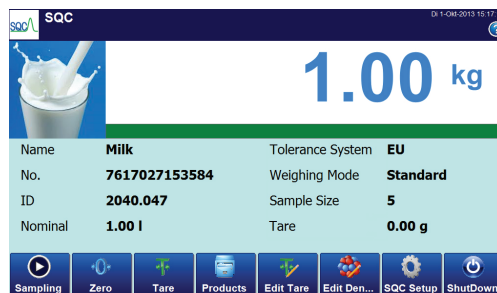 SQC SQC Di 1-Okt-2013 15:17
1.00 kg
Name Milk Tolerance System EU
No. 7617027153584 Weighing Mode Standard
ID 2040.047 Sample Size 5
Nominal 1.00 l Tare 0.00 g
Sampling Zero Tare Products Edit Tare Edit Den... SQC Setup ShutDown